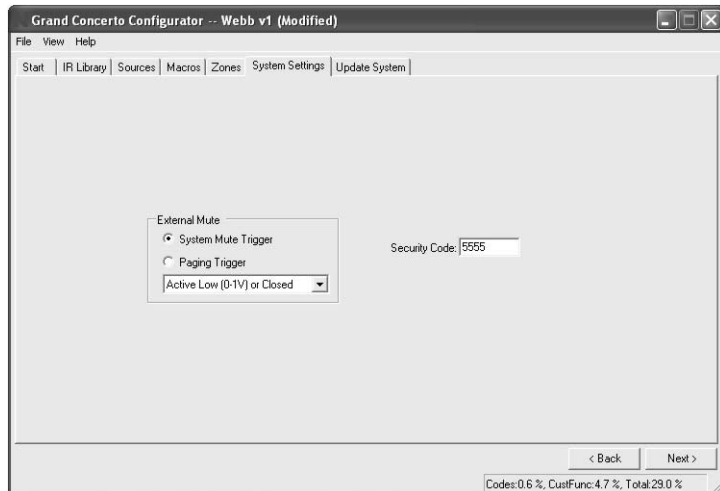 Grand Concerto Configurator -- Webb v1 (Modified)
File View Help
Start IR Library Sources Macros Zones System Settings Update System
External Mute
System Mute Trigger
Paging Trigger
Active Low (0-1V) or Closed
Security Code: 5555
< Back Next >
Codes:0.6 %, CustFunc:4.7 %, Total:29.0 %